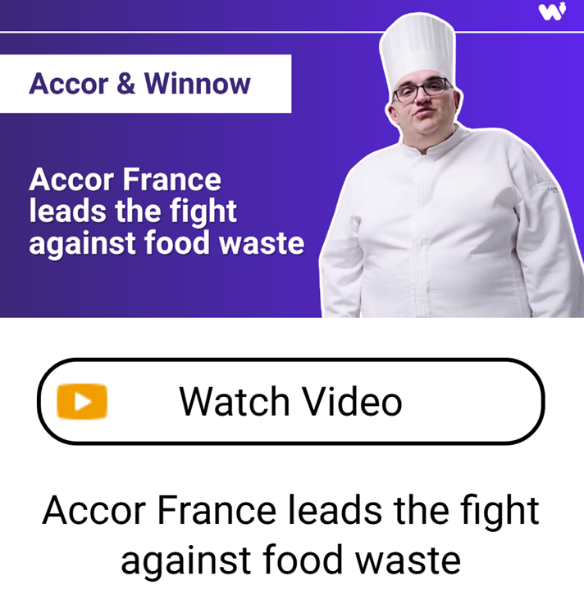 Accor & Winnow
Accor France
leads the fight
against food waste
Watch Video
Accor France leads the fight
against food waste